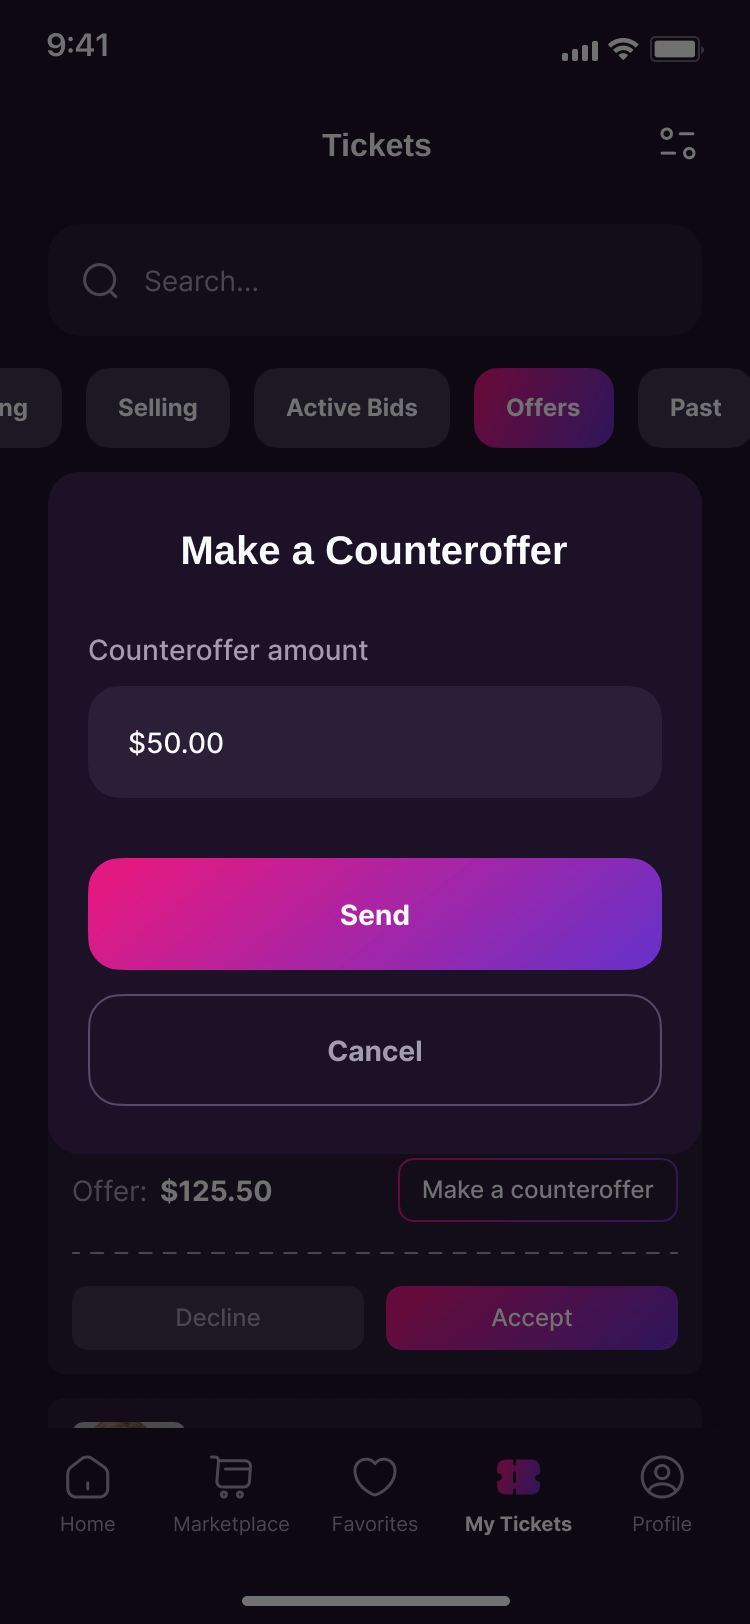 9:41
Tickets
Search...
ng Selling Active Bids Offers Past
Make a Counteroffer
Counteroffer amount
$50.00
Send
Cancel
Offer: $125.50 Make a counteroffer
Decline Accept
Home Marketplace Favorites My Tickets Profile